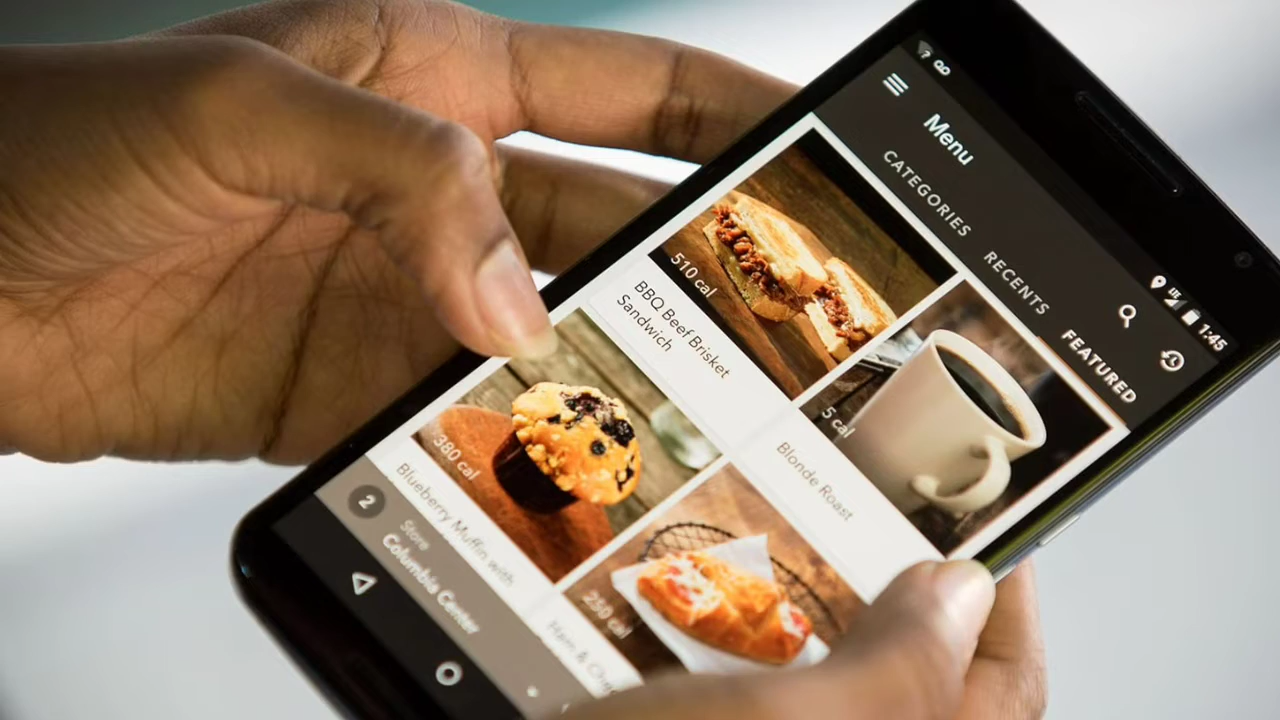 1:45
Menu
CATEGORIES
RECENTS
FEATURED
510 cal
BBQ Beef Brisket
Sandwich
5 cal
Blonde Roast
380 cal
Blueberry Muffin with
250 cal
Ham &
2
Store
Columbia Center